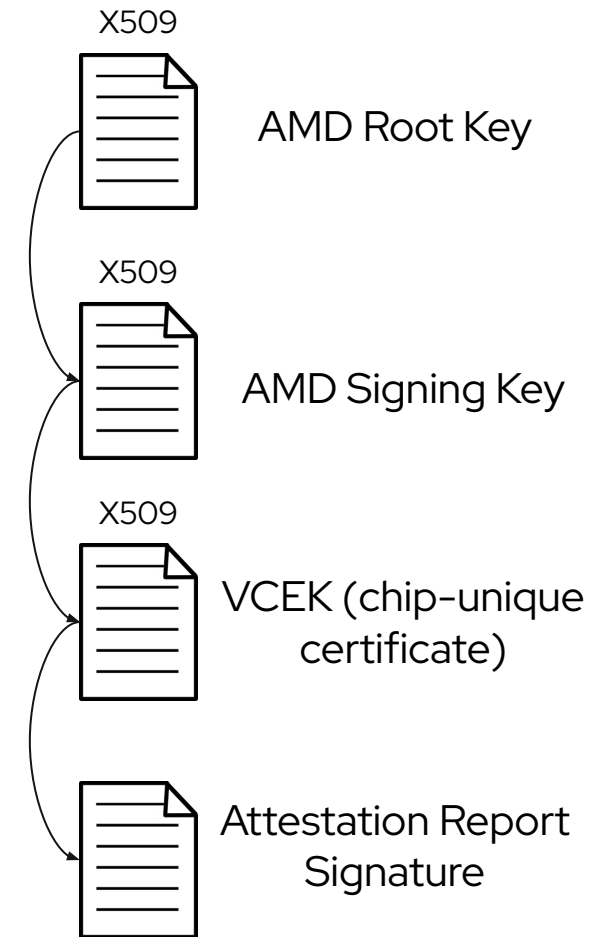 X509
AMD Root Key
X509
AMD Signing Key
X509
VCEK (chip-unique
certificate)
Attestation Report
Signature